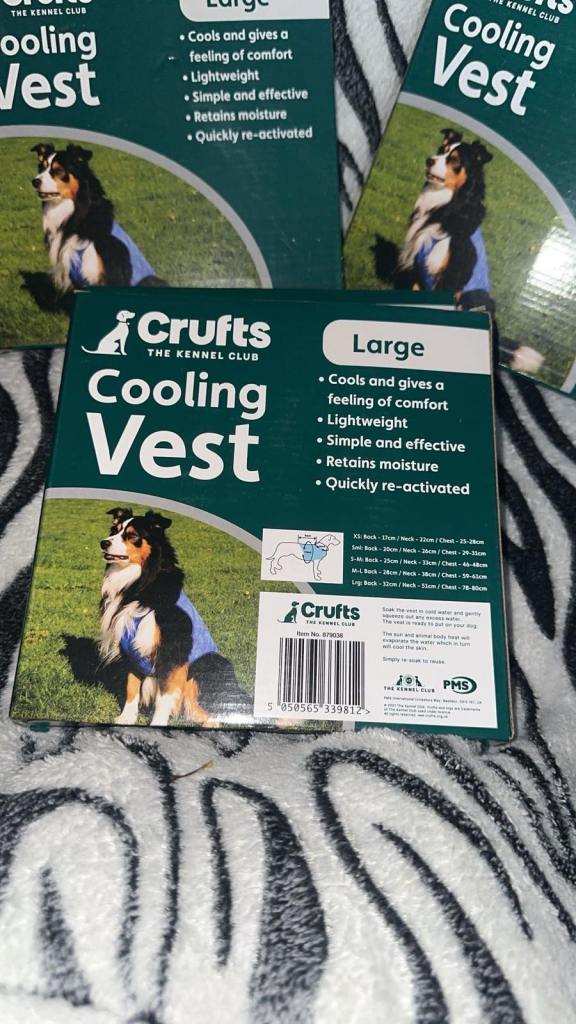 Crufts
THE KENNEL CLUB
ooling
Vest
Large
• Cools and gives a
feeling of comfort
• Lightweight
• Simple and effective
• Retains moisture
• Quickly re-activated
THE KENNEL CLUB
Cooling
Vest
Crufts
THE KENNEL CLUB
Cooling
Vest
Large
• Cools and gives a
feeling of comfort
• Lightweight
• Simple and effective
• Retains moisture
• Quickly re-activated
XS: Back - 17cm / Neck - 22cm / Chest - 25-28cm
Sml: Back - 20cm / Neck - 26cm / Chest - 29-31cm
S-M: Back - 25cm / Neck - 33cm / Chest - 46-48cm
M-L Back - 28cm / Neck - 38cm / Chest - 59-61cm
Lrg: Back - 32cm / Neck - 51cm / Chest - 78-80cm
Crufts
THE KENNEL CLUB
Item No. 879038
5 050565 339812 >
Soak the vest in cold water and gently
squeeze out any excess water.
The vest is ready to put on your dog.
The sun and animal body heat will
evaporate the water which in turn
will cool the skin.
Simply re-soak to reuse.
THE KENNEL CLUB
PMS